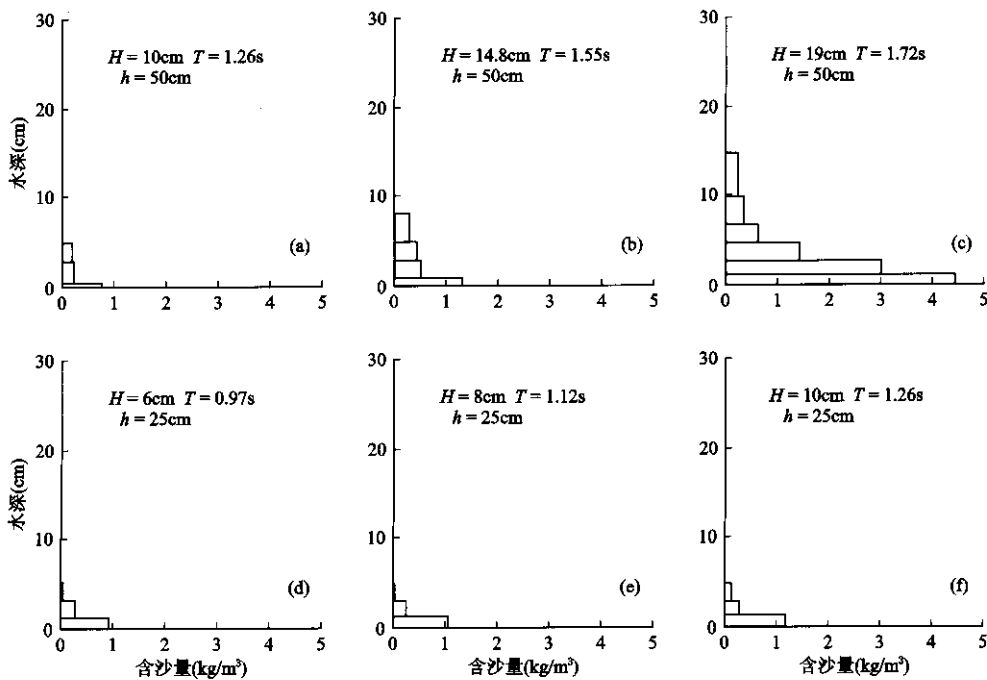 30
20
10
0
水深(cm)
H = 10cm T = 1.26s
h = 50cm
(a)
0 1 2 3 4 5
30
20
10
0
H = 14.8cm T = 1.55s
h = 50cm
(b)
0 1 2 3 4 5
30
20
10
0
H = 19cm T = 1.72s
h = 50cm
(c)
0 1 2 3 4 5
30
20
10
0
水深(cm)
H = 6cm T = 0.97s
h = 25cm
(d)
0 1 2 3 4 5
含沙量(kg/m³)
30
20
10
0
H = 8cm T = 1.12s
h = 25cm
(e)
0 1 2 3 4 5
含沙量(kg/m³)
30
20
10
0
H = 10cm T = 1.26s
h = 25cm
(f)
0 1 2 3 4 5
含沙量(kg/m³)